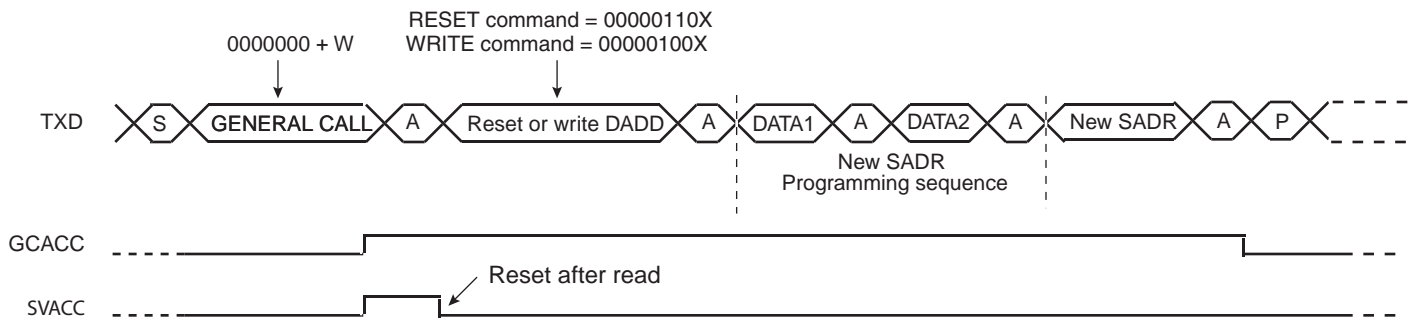 RESET command = 00000110X
0000000 + W
WRITE command = 00000100X
TXD
S
GENERAL CALL
A
Reset or write DADD
A
DATA1
A
DATA2
A
New SADR
A
P
New SADR
Programming sequence
GCACC
Reset after read
SVACC